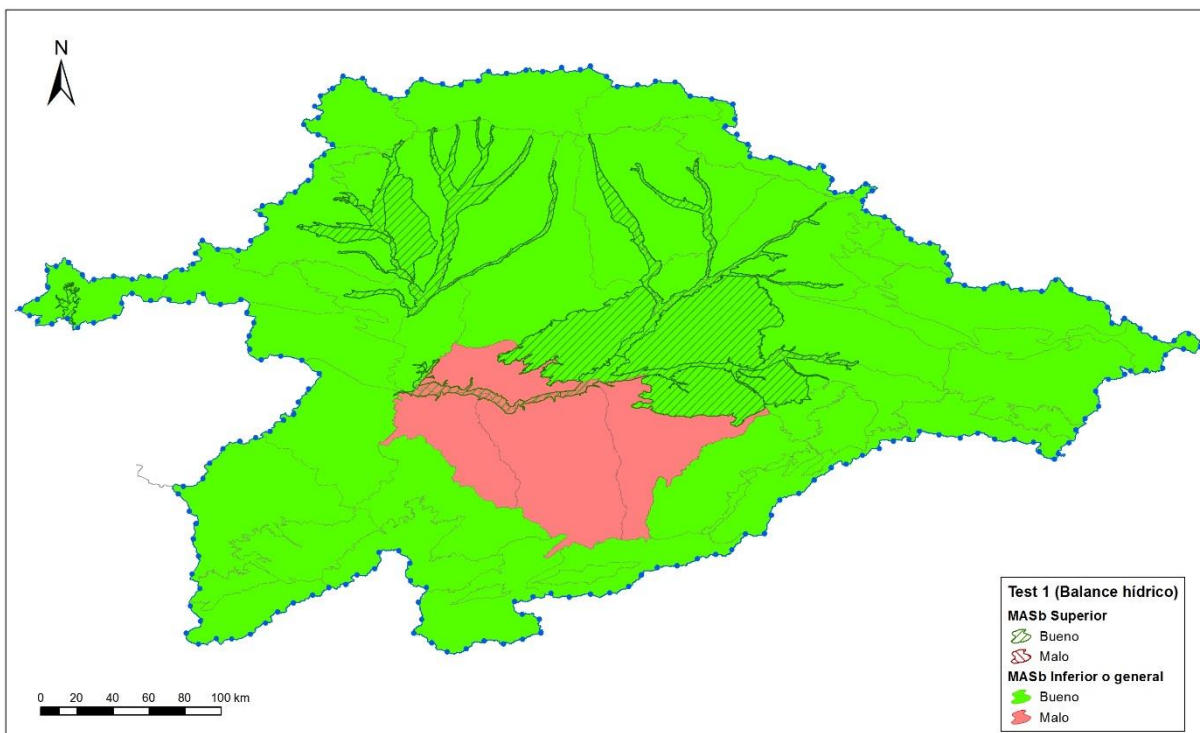 N
0 20 40 60 80 100 km
Test 1 (Balance hídrico)
MASb Superior
Bueno
Malo
MASb Inferior o general
Bueno
Malo